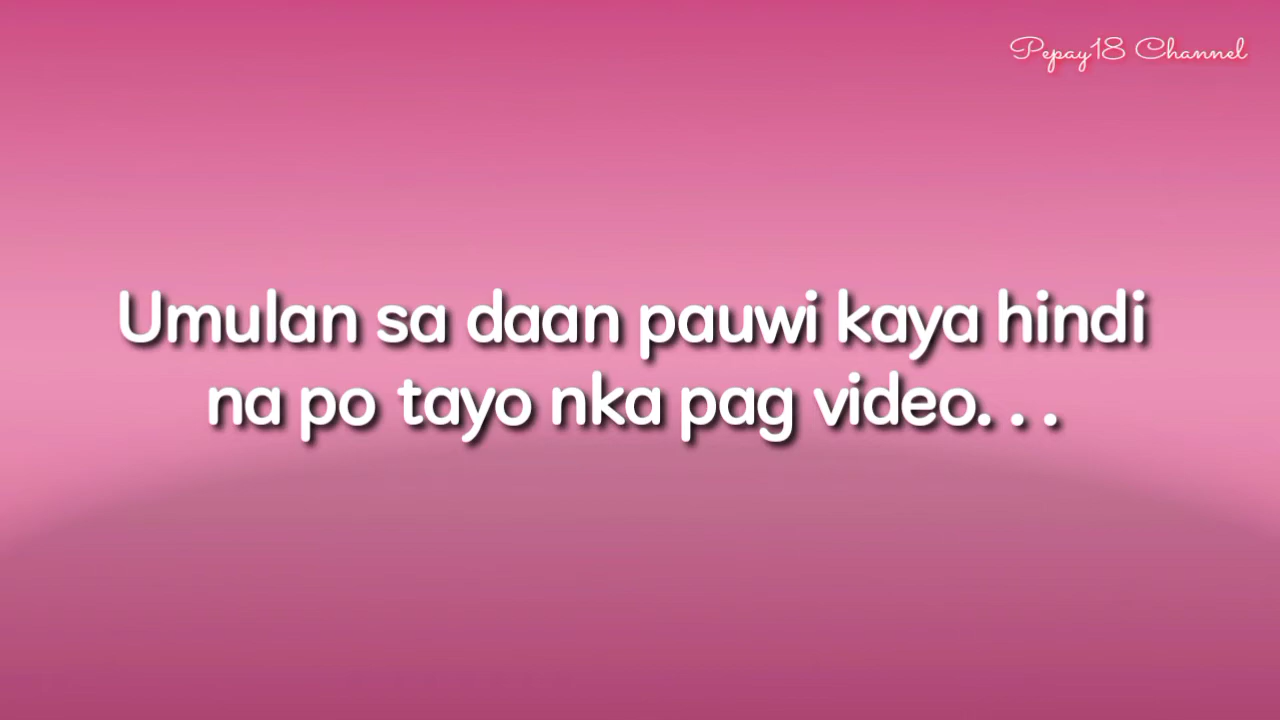 Pepay18 Channel
Umulan sa daan pauwi kaya hindi
na po tayo nka pag video. . .